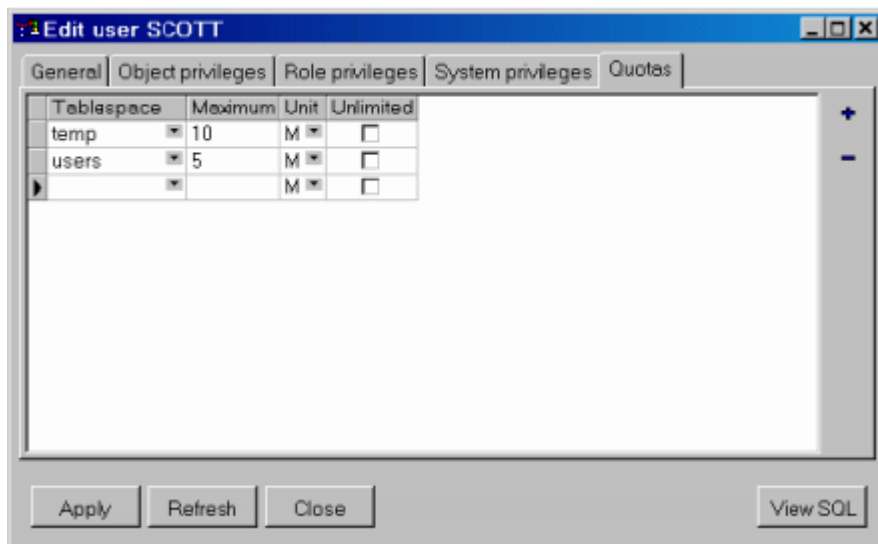 Edit user SCOTT
General Object privileges Role privileges System privileges Quotas
Tablespace Maximum Unit Unlimited
temp 10 M
users 5 M
M
Apply Refresh Close View SQL